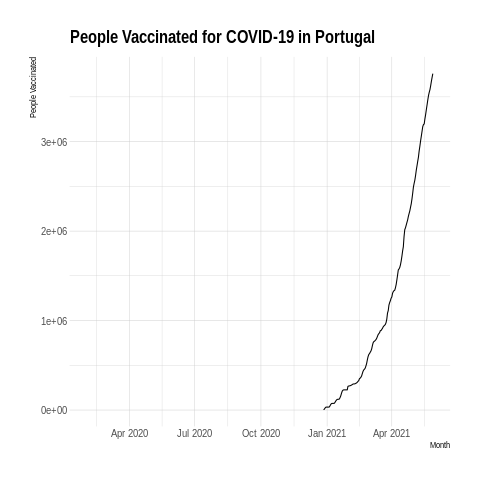 People Vaccinated for COVID-19 in Portugal
People Vaccinated
3e+06
2e+06
1e+06
0e+00
Apr 2020 Jul 2020 Oct 2020 Jan 2021 Apr 2021
Month